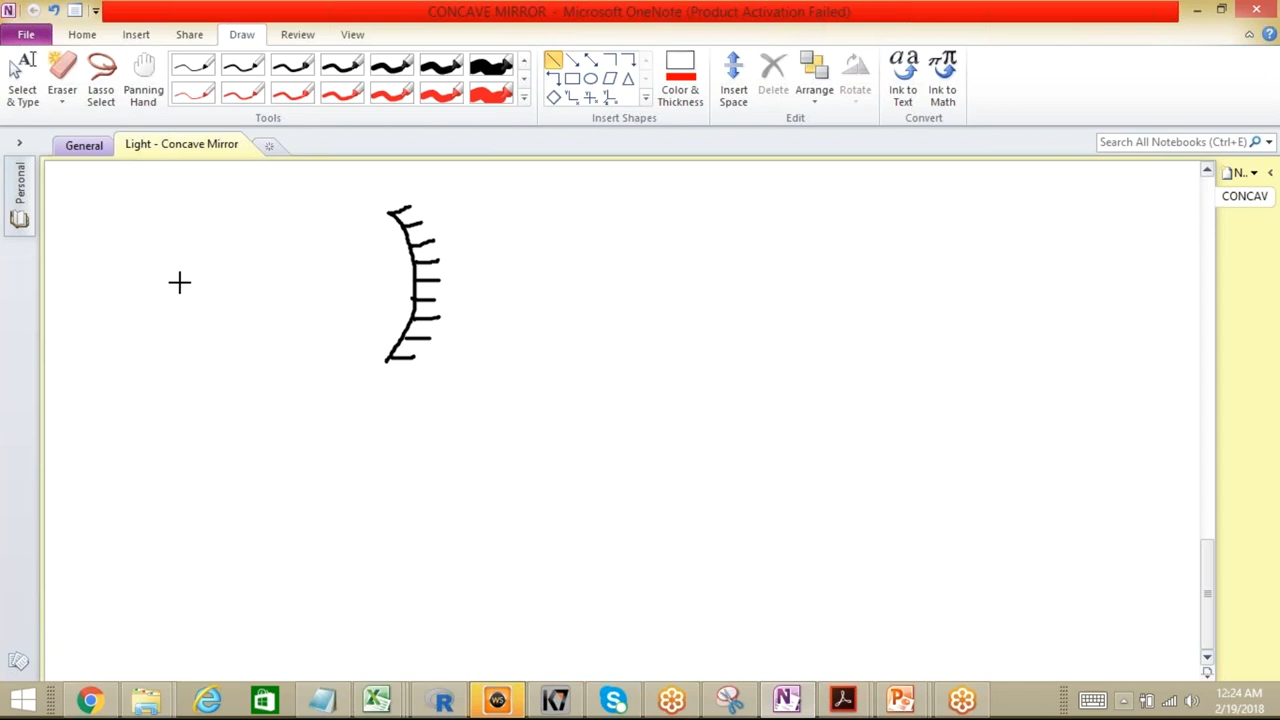 CONCAVE MIRROR - Microsoft OneNote (Product Activation Failed)
File Home Insert Share Draw Review View
Select & Type
Eraser
Lasso Select
Panning Hand
Color & Thickness
Insert Space
Delete
Arrange
Rotate
Ink to Text
Ink to Math
Tools
Insert Shapes
Edit
Convert
General
Light - Concave Mirror
Search All Notebooks (Ctrl+E)
Personal
N..
CONCAV
12:24 AM
2/19/2018